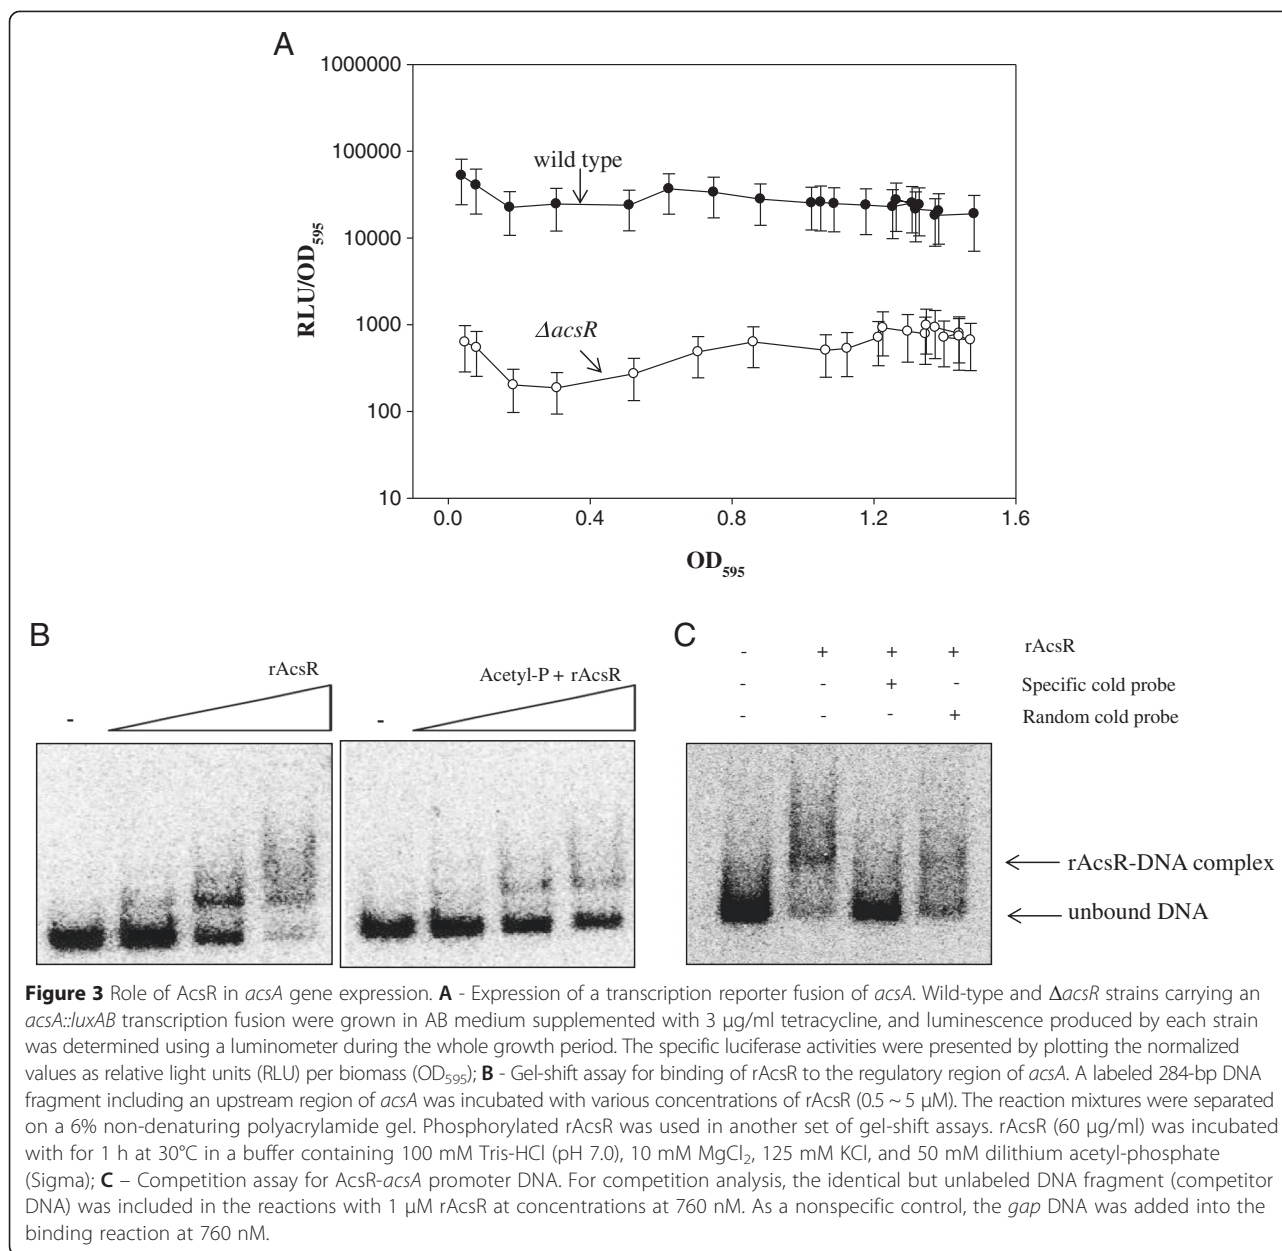 A
1000000
100000
10000
1000
100
10
RLU/OD595
wild type
ΔacsR
0.0 0.4 0.8 1.2 1.6
OD595
B
rAcsR
-
Acetyl-P + rAcsR
-
C
- + + + rAcsR
- - + - Specific cold probe
- - - + Random cold probe
rAcsR-DNA complex
unbound DNA
Figure 3 Role of AcsR in acsA gene expression. A - Expression of a transcription reporter fusion of acsA. Wild-type and ΔacsR strains carrying an
acsA::luxAB transcription fusion were grown in AB medium supplemented with 3 μg/ml tetracycline, and luminescence produced by each strain
was determined using a luminometer during the whole growth period. The specific luciferase activities were presented by plotting the normalized
values as relative light units (RLU) per biomass (OD595); B - Gel-shift assay for binding of rAcsR to the regulatory region of acsA. A labeled 284-bp DNA
fragment including an upstream region of acsA was incubated with various concentrations of rAcsR (0.5 ~ 5 μM). The reaction mixtures were separated
on a 6% non-denaturing polyacrylamide gel. Phosphorylated rAcsR was used in another set of gel-shift assays. rAcsR (60 μg/ml) was incubated
with for 1 h at 30°C in a buffer containing 100 mM Tris-HCl (pH 7.0), 10 mM MgCl2, 125 mM KCl, and 50 mM dilithium acetyl-phosphate
(Sigma); C – Competition assay for AcsR-acsA promoter DNA. For competition analysis, the identical but unlabeled DNA fragment (competitor
DNA) was included in the reactions with 1 μM rAcsR at concentrations at 760 nM. As a nonspecific control, the gap DNA was added into the
binding reaction at 760 nM.